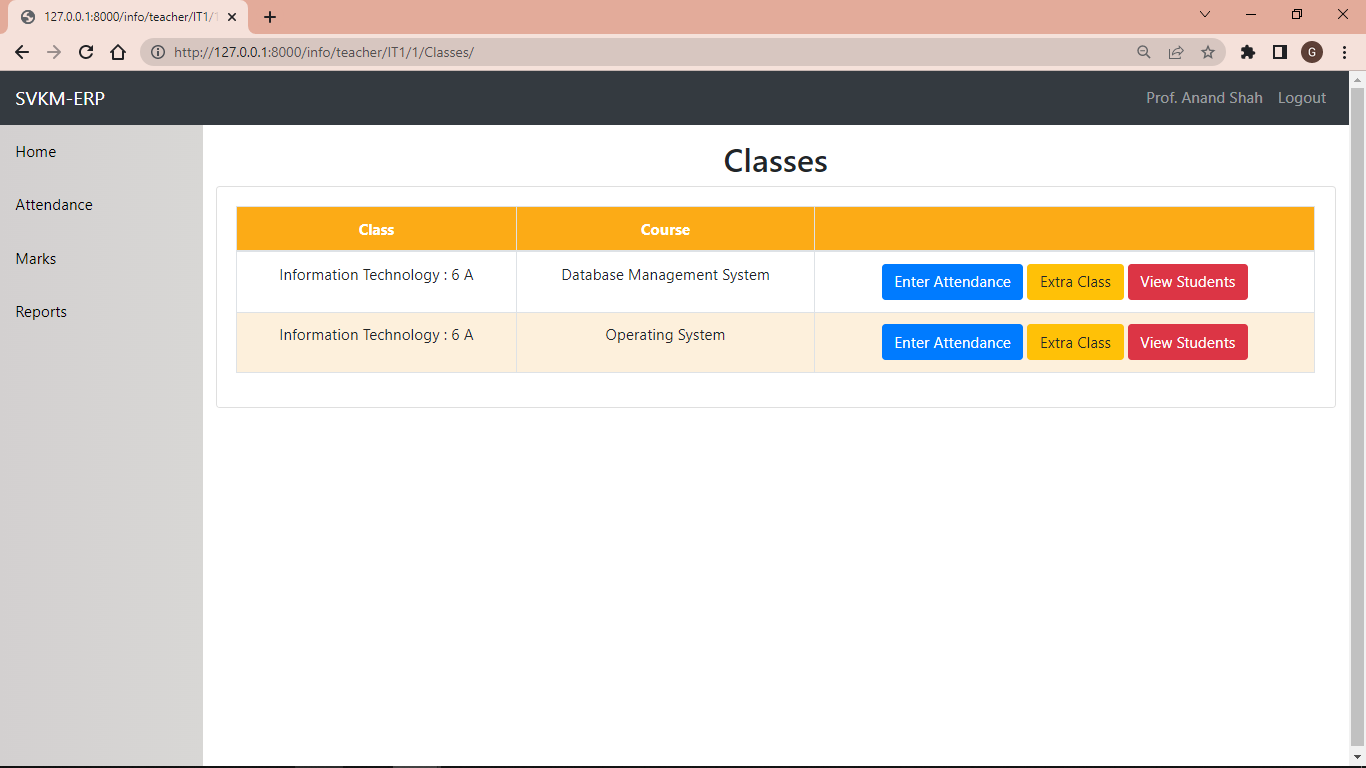 127.0.0.1:8000/info/teacher/IT1/
http://127.0.0.1:8000/info/teacher/IT1/1/Classes/
G
SVKM-ERP
Prof. Anand Shah Logout
Home
Attendance
Marks
Reports
Classes
Class Course
Information Technology : 6 A Database Management System Enter Attendance Extra Class View Students
Information Technology : 6 A Operating System Enter Attendance Extra Class View Students